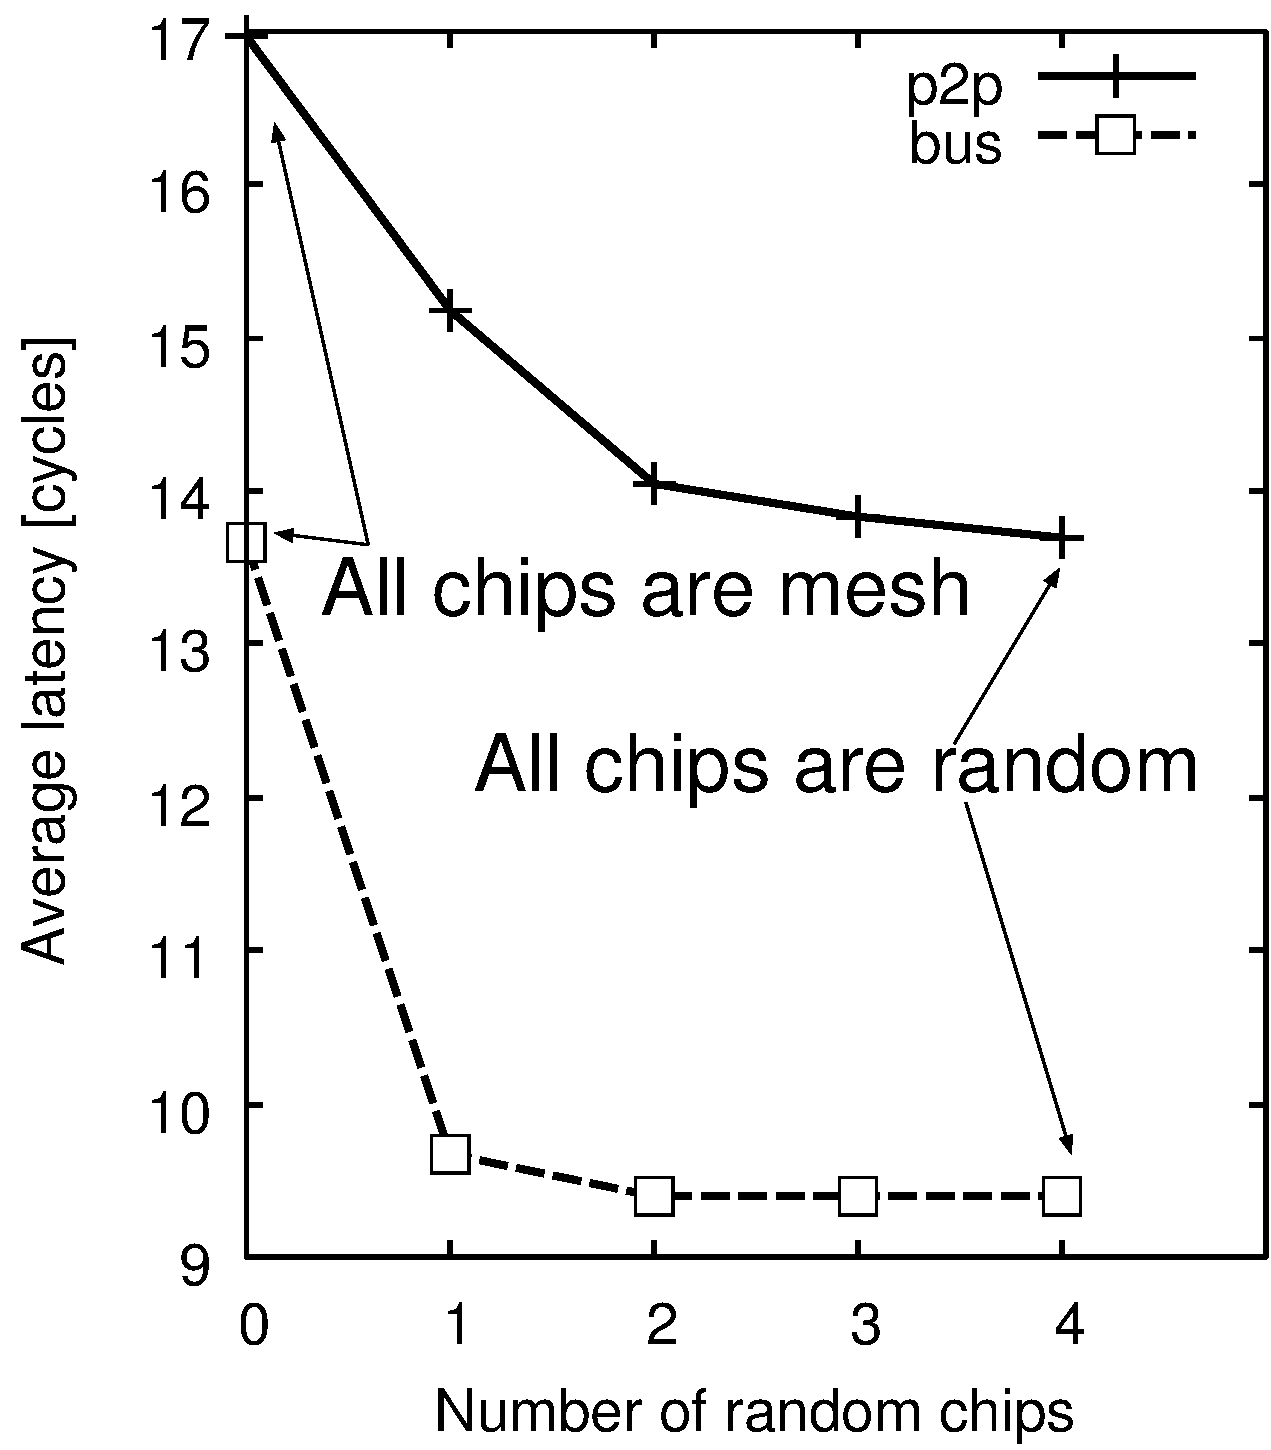 17
p2p
bus
16
15
14
All chips are mesh
13
All chips are random
12
11
10
9
0 1 2 3 4
Number of random chips
Average latency [cycles]